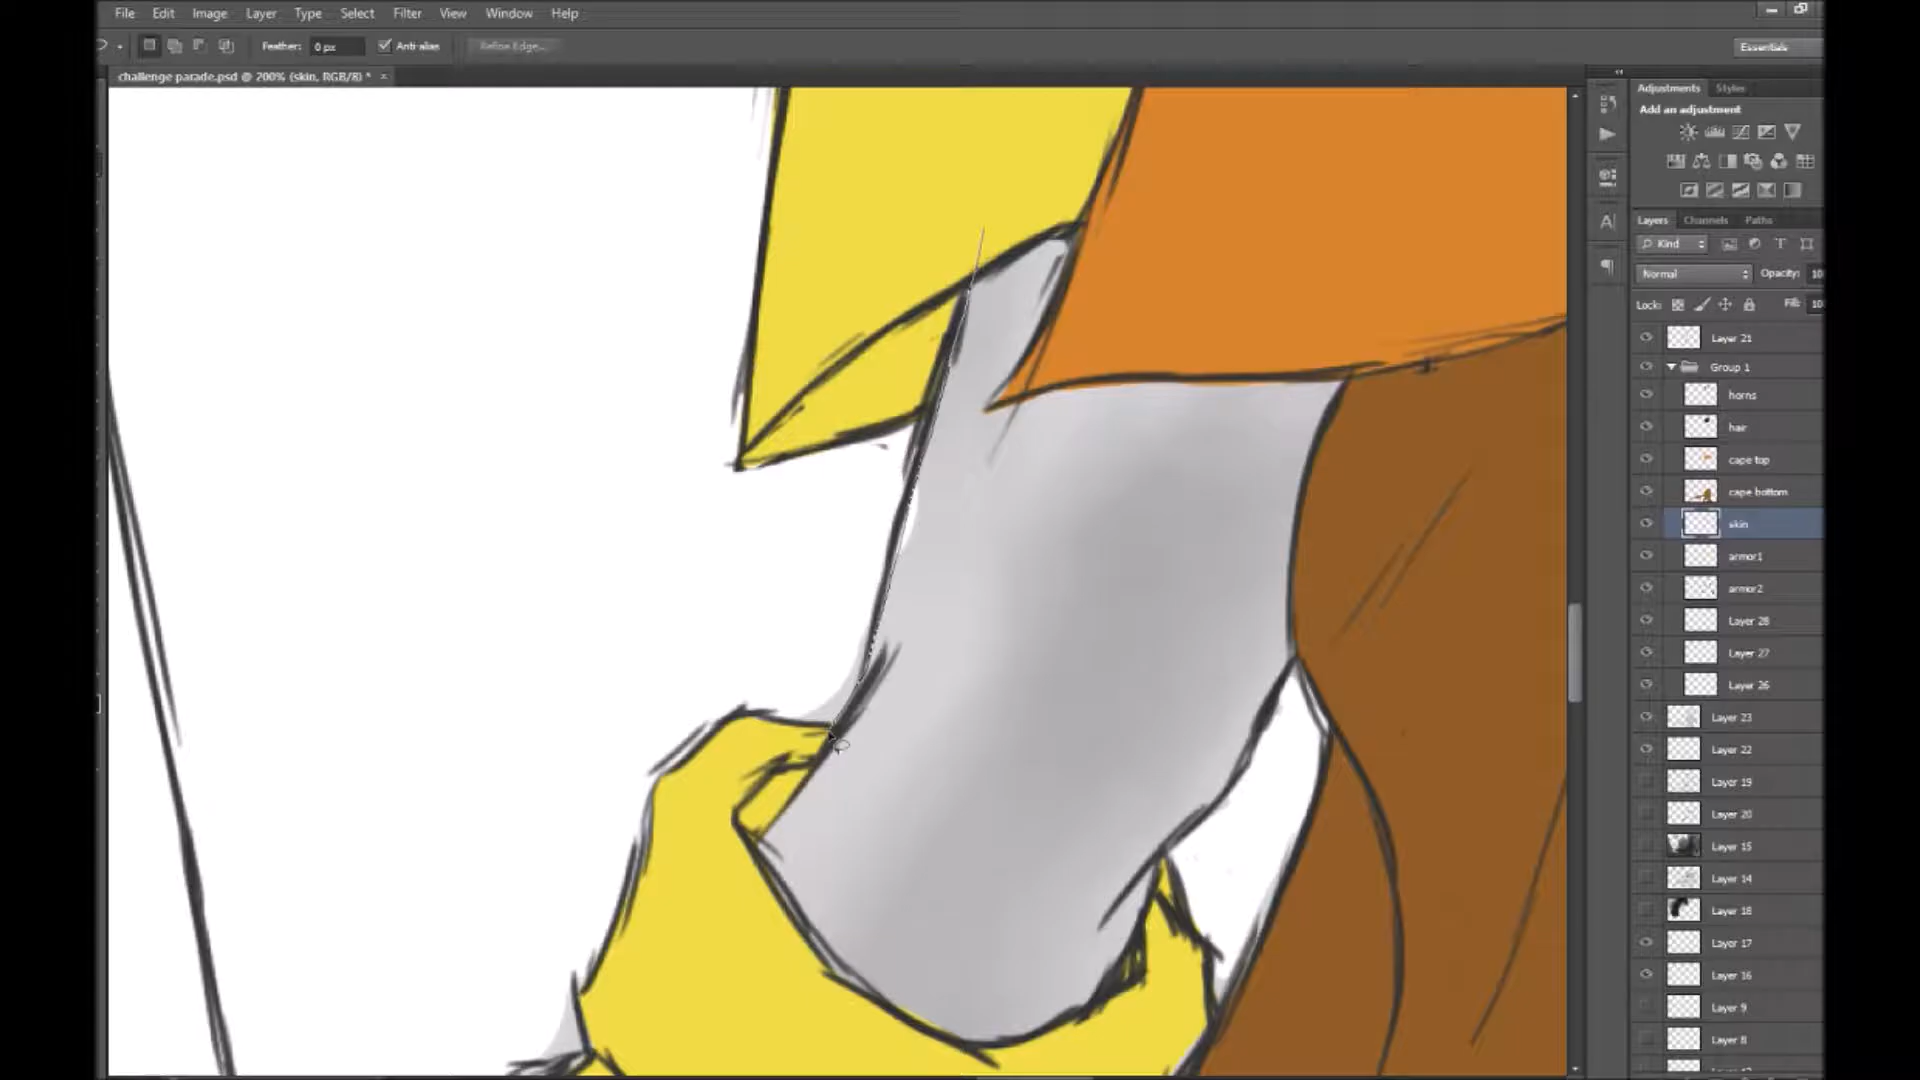 File Edit Image Layer Type Select Filter View Window Help
Feather: 0 px Anti-alias Refine Edge... Essentials
challenge parade.psd @ 200% (skin, RGB/8) * ×
Adjustments Styles
Add an adjustment
Layers Channels Paths
Kind
Normal Opacity: 10
Lock: Fill: 10
Layer 21
Group 1
horns
hair
cape top
cape bottom
skin
armor1
armor2
Layer 28
Layer 27
Layer 26
Layer 23
Layer 22
Layer 19
Layer 20
Layer 15
Layer 14
Layer 18
Layer 17
Layer 16
Layer 9
Layer 8